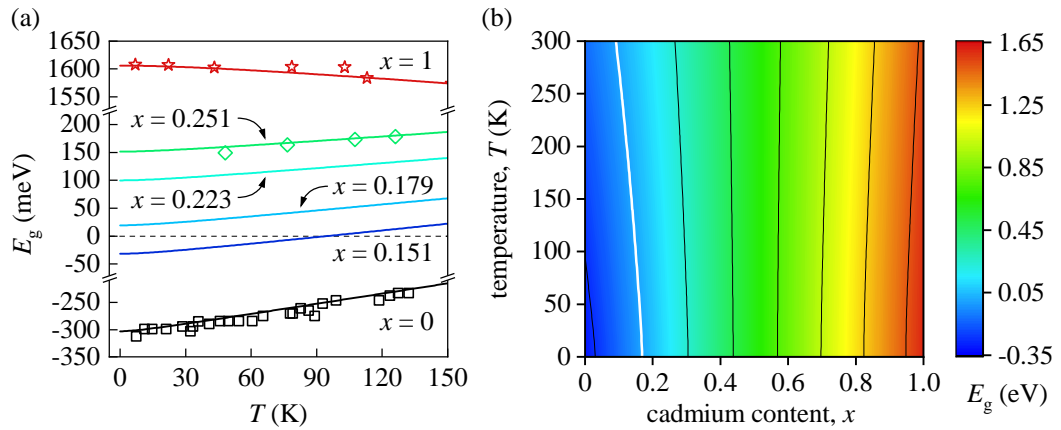 (a)
1650
1600
1550
200
150
100
50
0
-50
-250
-300
-350
E_g (meV)
x = 1
x = 0.251
x = 0.223
x = 0.179
x = 0.151
x = 0
0 30 60 90 120 150
T (K)
(b)
300
250
200
150
100
50
0
temperature, T (K)
0 0.2 0.4 0.6 0.8 1.0
cadmium content, x
1.65
1.25
0.85
0.45
0.05
-0.35
E_g (eV)